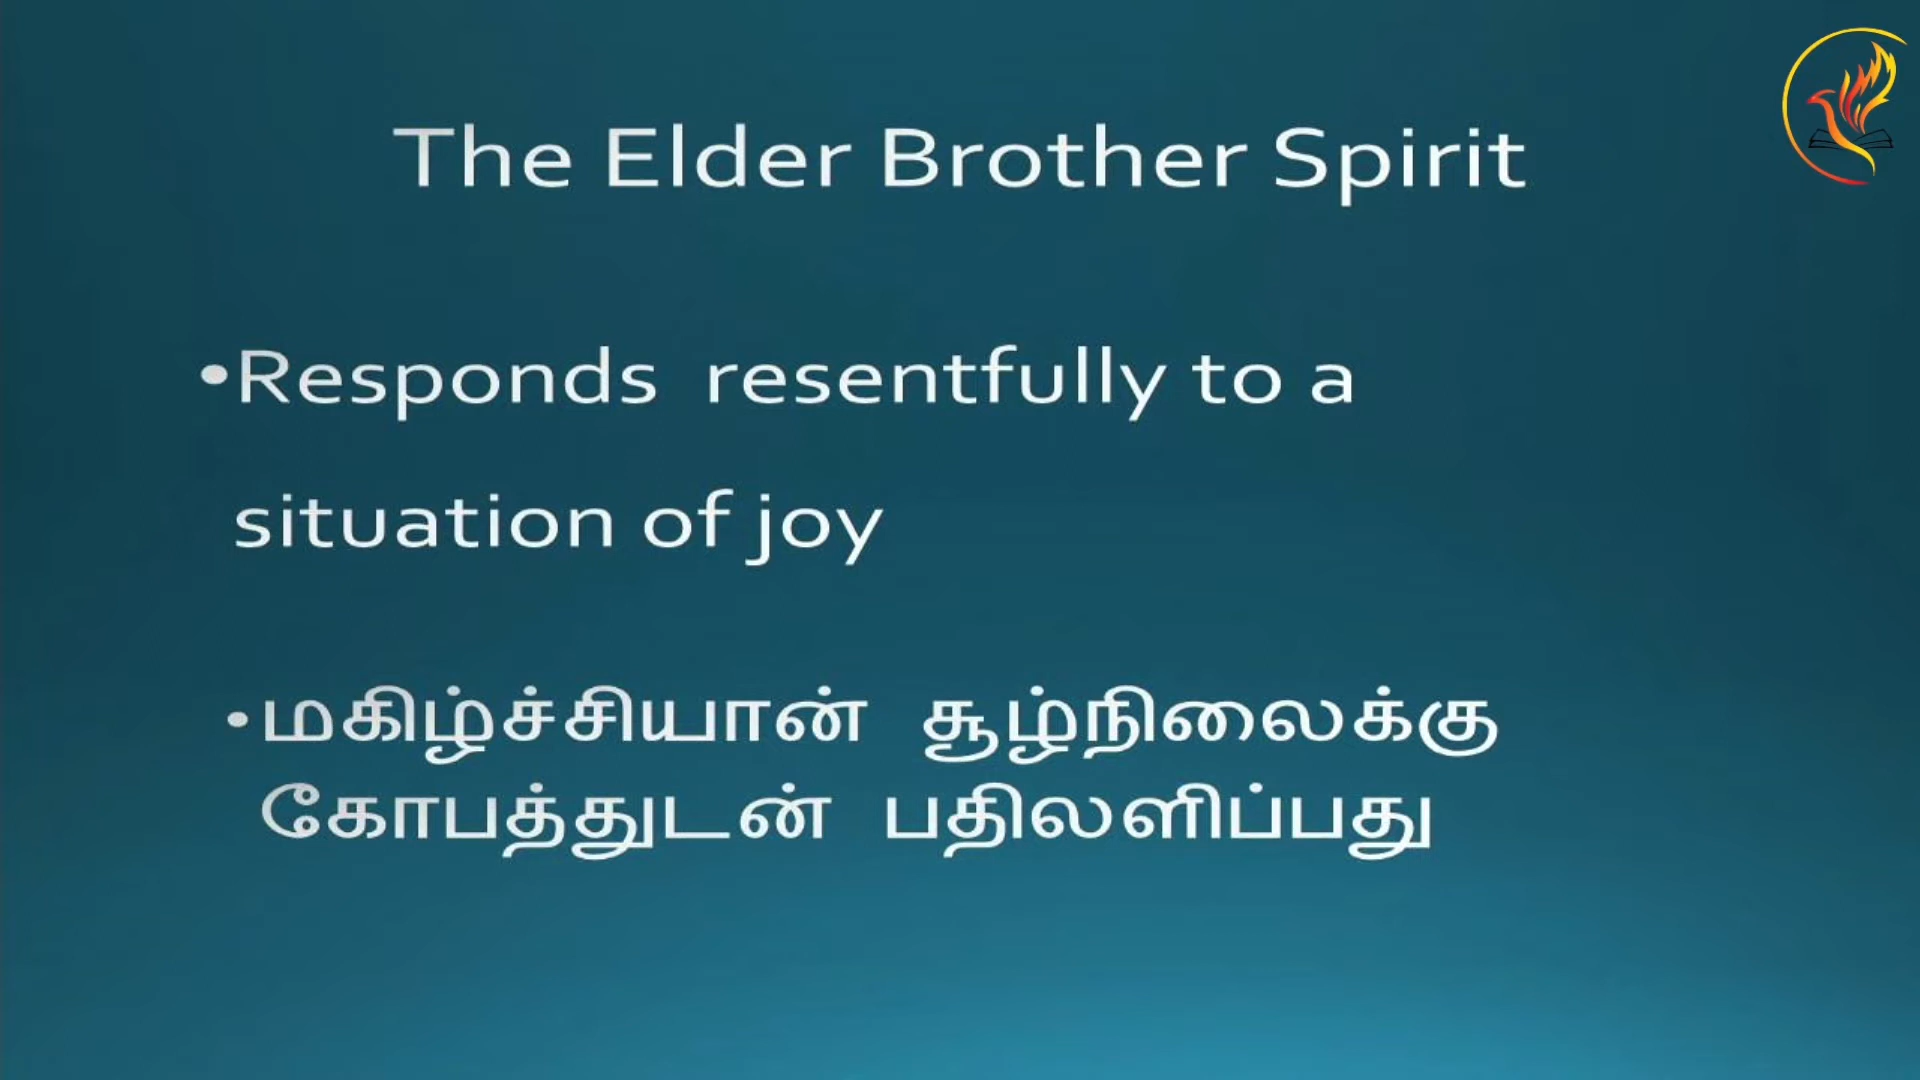 The Elder Brother Spirit
•Responds resentfully to a
situation of joy
•மகிழ்ச்சியான் சூழ்நிலைக்கு
கோபத்துடன் பதிலளிப்பது